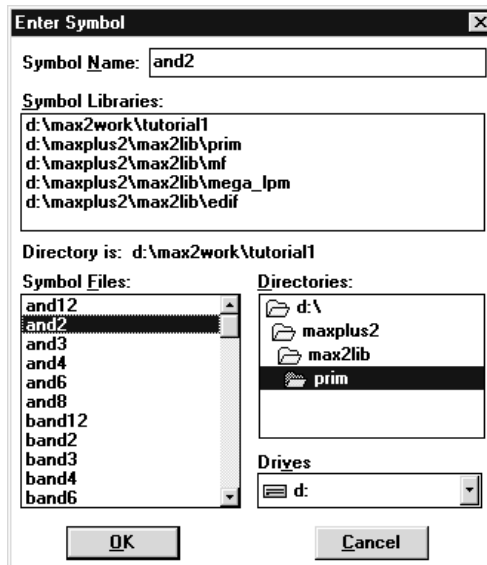 Enter Symbol
Symbol Name: and2
Symbol Libraries:
d:\max2work\tutorial1
d:\maxplus2\max2lib\prim
d:\maxplus2\max2lib\mf
d:\maxplus2\max2lib\mega_lpm
d:\maxplus2\max2lib\edif
Directory is: d:\max2work\tutorial1
Symbol Files:
and12
and2
and3
and4
and6
and8
band12
band2
band3
band4
band6
Directories:
d:\
maxplus2
max2lib
prim
Drives
d:
OK
Cancel